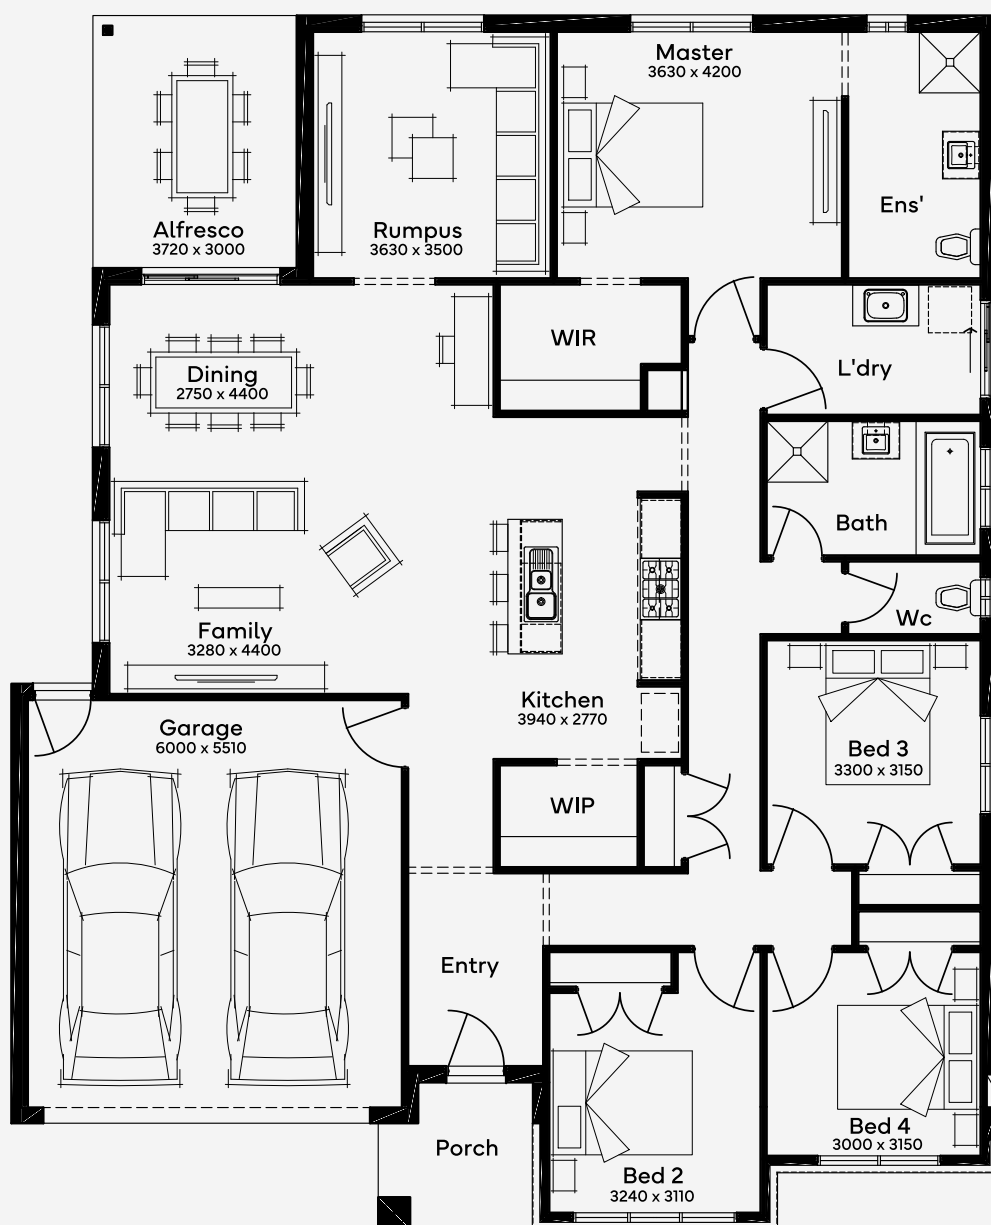 Master
3630 x 4200
Ens'
Alfresco
3720 x 3000
Rumpus
3630 x 3500
WIR
L'dry
Dining
2750 x 4400
Bath
Wc
Family
3280 x 4400
Kitchen
3940 x 2770
Garage
6000 x 5510
Bed 3
3300 x 3150
WIP
Entry
Porch
Bed 4
3000 x 3150
Bed 2
3240 x 3110